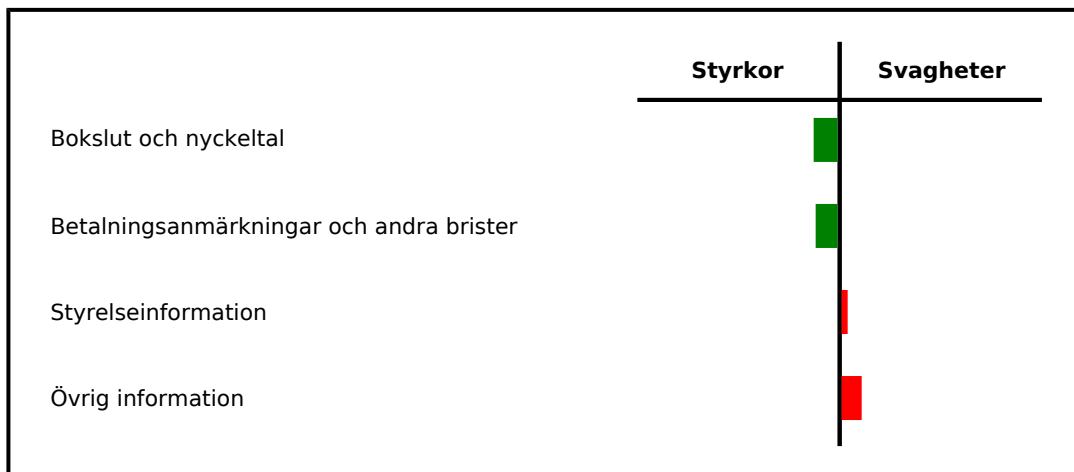 Styrkor Svagheter
Bokslut och nyckeltal
Betalningsanmärkningar och andra brister
Styrelseinformation
Övrig information